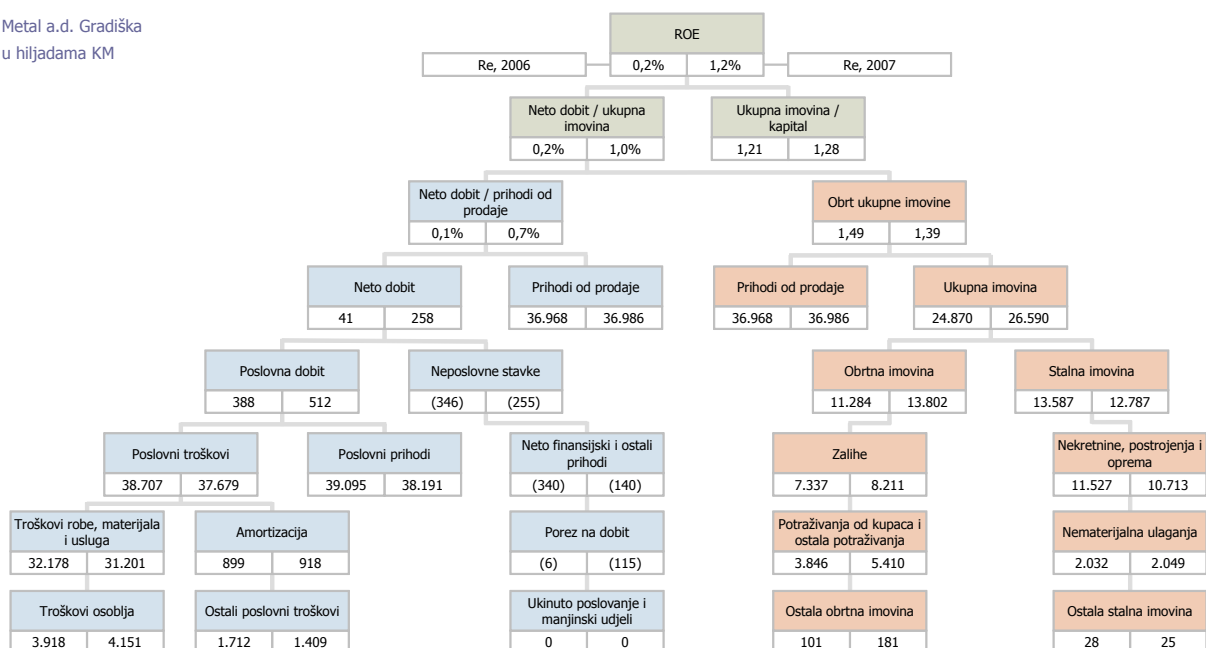 Metal a.d. Gradiška
u hiljadama KM
ROE
Re, 2006
0,2%
1,2%
Re, 2007
Neto dobit / ukupna
imovina
0,2%
1,0%
Ukupna imovina /
kapital
1,21
1,28
Neto dobit / prihodi od
prodaje
0,1%
0,7%
Obrt ukupne imovine
1,49
1,39
Neto dobit
41
258
Prihodi od prodaje
36.968
36.986
Prihodi od prodaje
36.968
36.986
Ukupna imovina
24.870
26.590
Poslovna dobit
388
512
Neposlovne stavke
(346)
(255)
Obrtna imovina
11.284
13.802
Stalna imovina
13.587
12.787
Poslovni troškovi
38.707
37.679
Poslovni prihodi
39.095
38.191
Neto finansijski i ostali
prihodi
(340)
(140)
Zalihe
7.337
8.211
Nekretnine, postrojenja i
oprema
11.527
10.713
Troškovi robe, materijala
i usluga
32.178
31.201
Amortizacija
899
918
Porez na dobit
(6)
(115)
Potraživanja od kupaca i
ostala potraživanja
3.846
5.410
Nematerijalna ulaganja
2.032
2.049
Troškovi osoblja
3.918
4.151
Ostali poslovni troškovi
1.712
1.409
Ukinuto poslovanje i
manjinski udjeli
0
0
Ostala obrtna imovina
101
181
Ostala stalna imovina
28
25